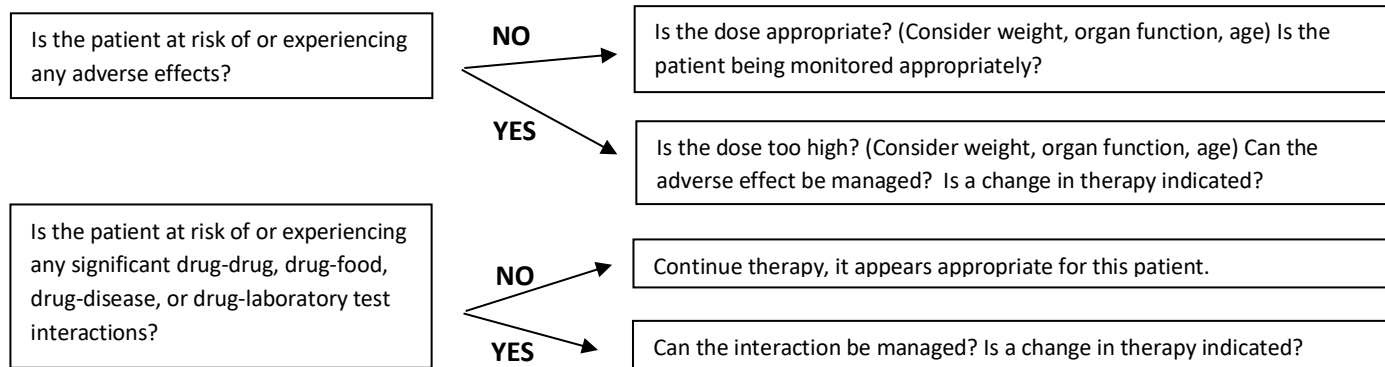 Is the patient at risk of or experiencing
any adverse effects?
NO
Is the dose appropriate? (Consider weight, organ function, age) Is the
patient being monitored appropriately?
YES
Is the dose too high? (Consider weight, organ function, age) Can the
adverse effect be managed?  Is a change in therapy indicated?
Is the patient at risk of or experiencing
any significant drug-drug, drug-food,
drug-disease, or drug-laboratory test
interactions?
NO
Continue therapy, it appears appropriate for this patient.
YES
Can the interaction be managed? Is a change in therapy indicated?